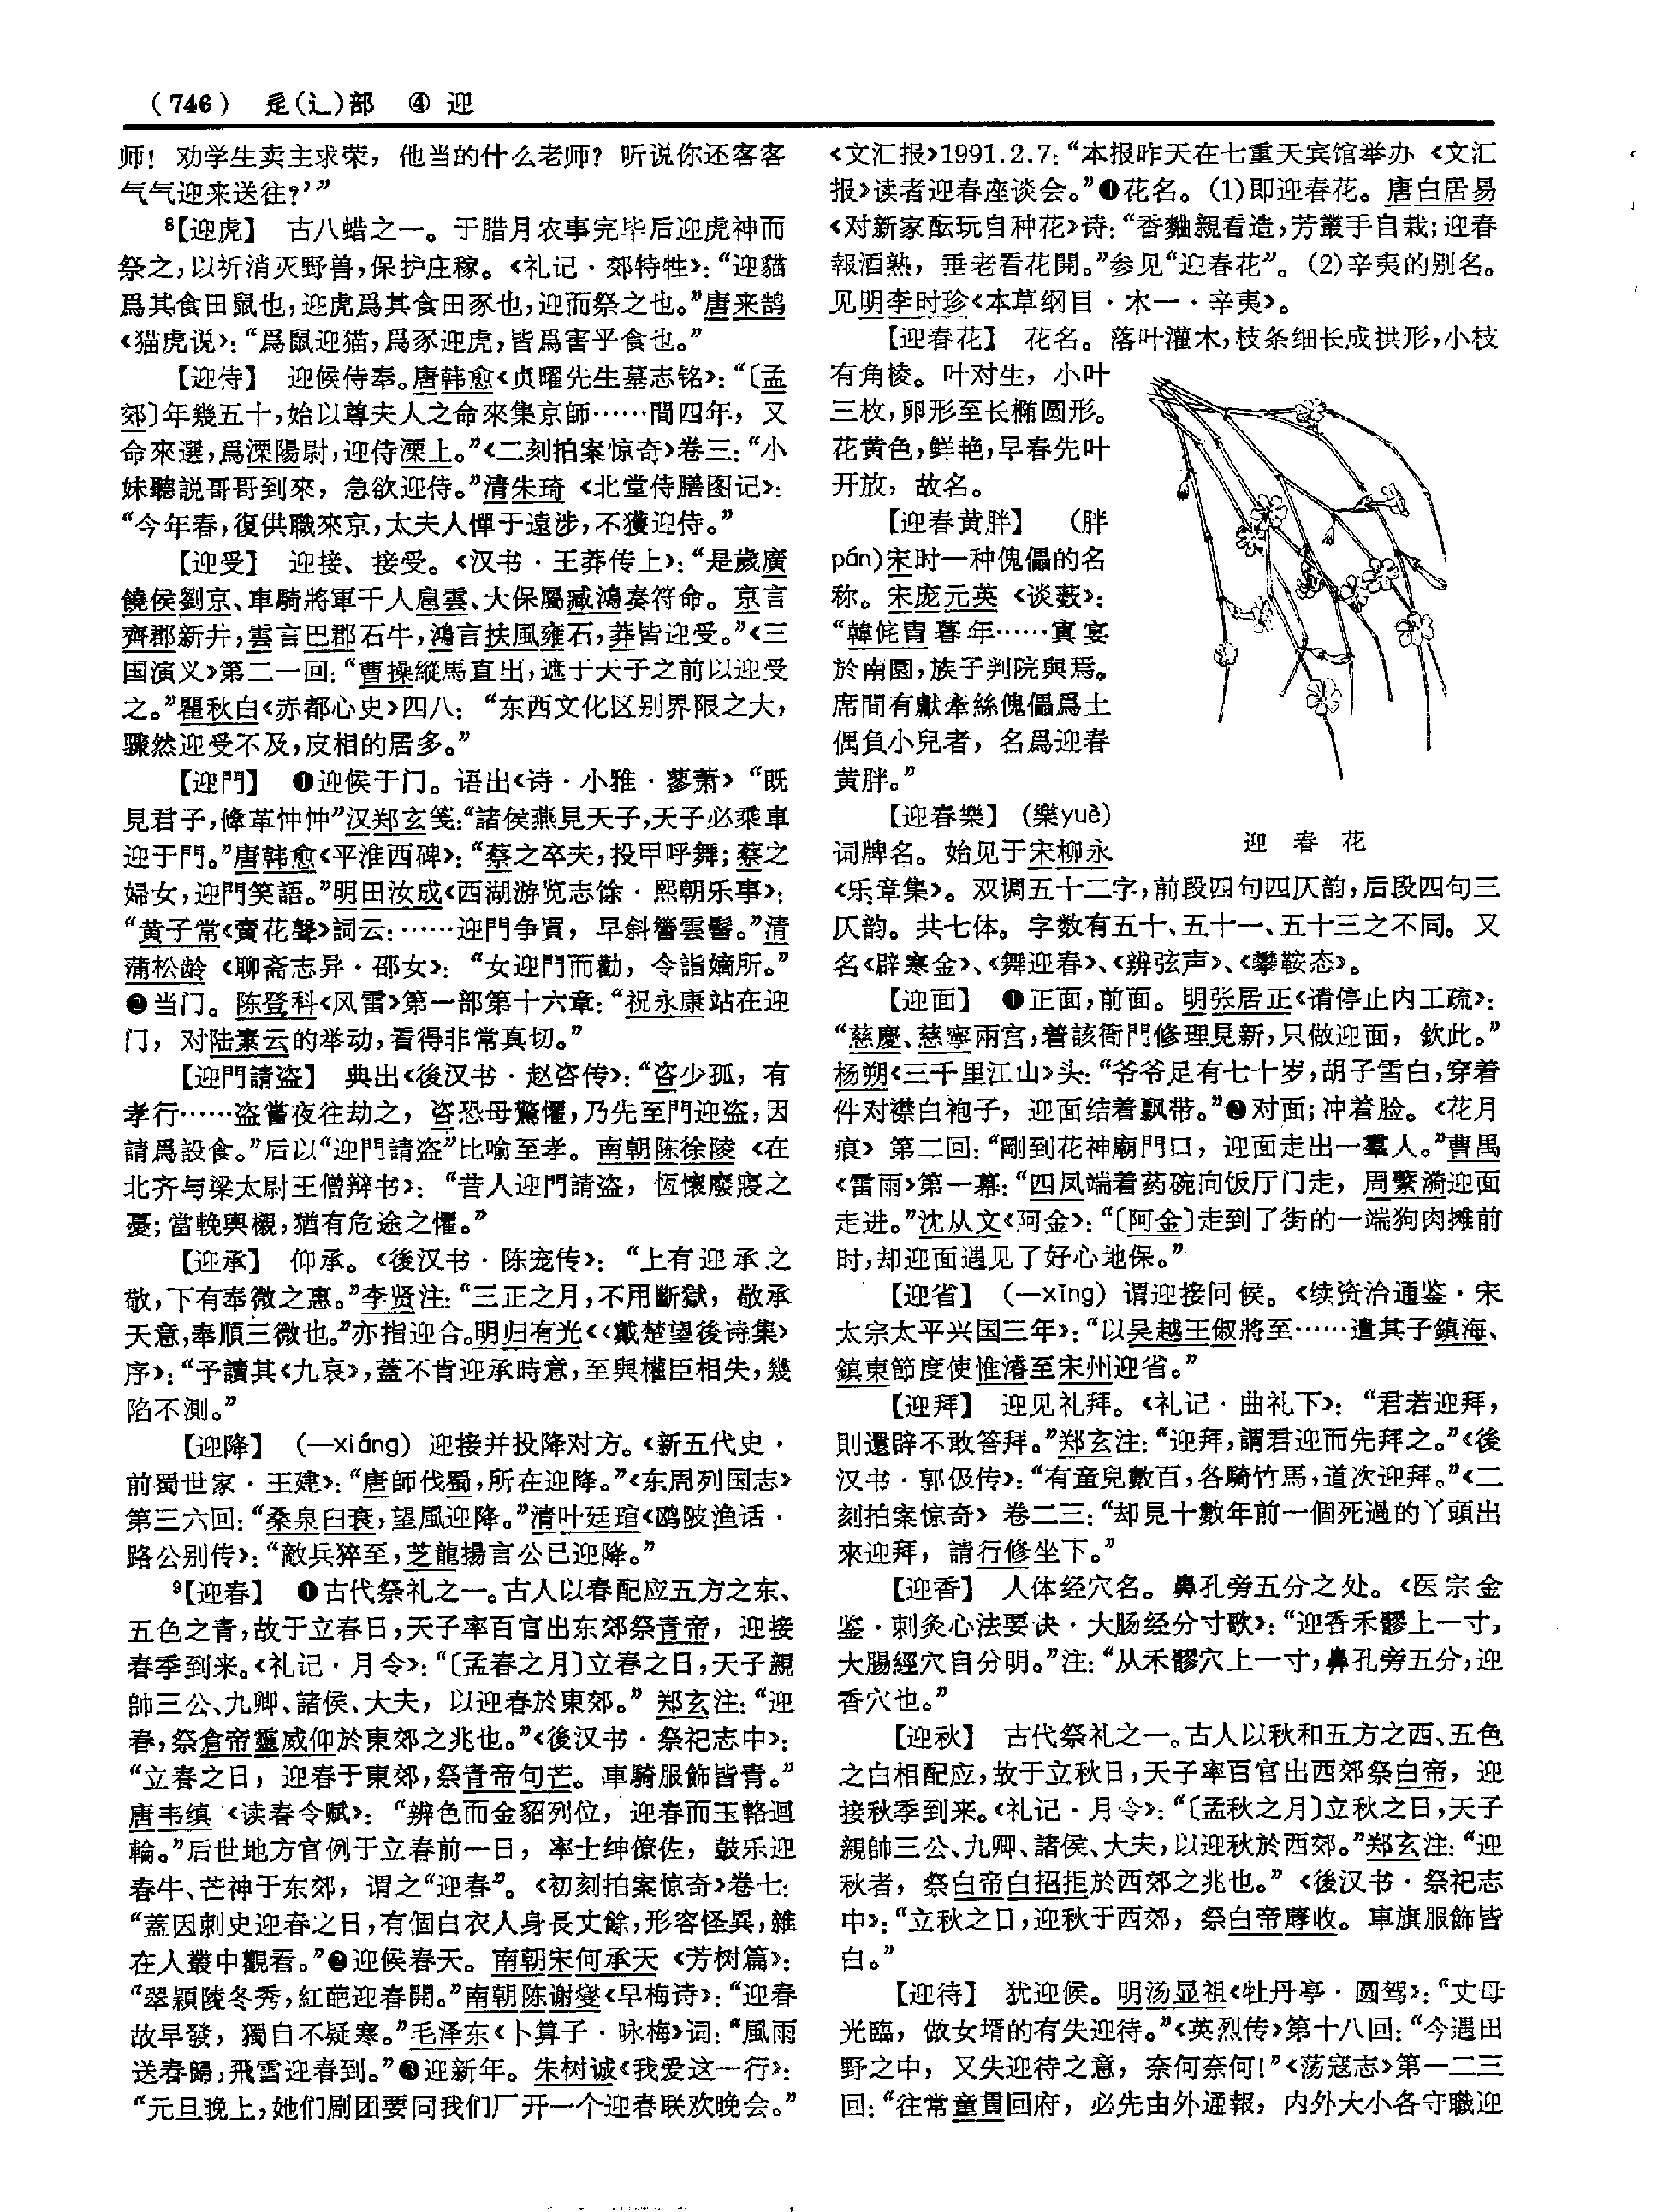 （746） 辵(辶)部 ④ 迎
师！劝学生卖主求荣，他当的什么老师？听说你还客客
气气迎来送往？’”
⁸【迎虎】 古八蜡之一。于腊月农事完毕后迎虎神而
祭之，以祈消灭野兽，保护庄稼。《礼记·郊特牲》：“迎貓
爲其食田鼠也，迎虎爲其食田豕也，迎而祭之也。”唐来鹄
《猫虎说》：“爲鼠迎猫，爲豕迎虎，皆爲害乎食也。”
【迎侍】 迎候侍奉。唐韩愈《贞曜先生墓志铭》：“〔孟
郊〕年幾五十，始以尊夫人之命來集京師……間四年，又
命來選，爲溧陽尉，迎侍溧上。”《二刻拍案惊奇》卷三：“小
妹聽説哥哥到來，急欲迎侍。”清朱琦《北堂侍膳图记》：
“今年春，復供職來京，太夫人憚于遠涉，不獲迎侍。”
【迎受】 迎接、接受。《汉书·王莽传上》：“是歲廣
饒侯劉京、車騎將軍千人扈雲、大保屬臧鴻奏符命。京言
齊郡新井，雲言巴郡石牛，鴻言扶風雍石，莽皆迎受。”《三
国演义》第二一回：“曹操縱馬直出，遮于天子之前以迎受
之。”瞿秋白《赤都心史》四八：“东西文化区别界限之大，
骤然迎受不及，皮相的居多。”
【迎門】 ❶迎候于门。语出《诗·小雅·蓼萧》“既
見君子，鞗革忡忡”汉郑玄笺：“諸侯燕見天子，天子必乘車
迎于門。”唐韩愈《平淮西碑》：“蔡之卒夫，投甲呼舞；蔡之
婦女，迎門笑語。”明田汝成《西湖游览志馀·熙朝乐事》：
“黄子常《賣花聲》詞云：……迎門争買，早斜簪雲髻。”清
蒲松龄《聊斋志异·邵女》：“女迎門而勸，令詣嫡所。”
❷当门。陈登科《风雷》第一部第十六章：“祝永康站在迎
门，对陆素云的举动，看得非常真切。”
【迎門請盗】 典出《後汉书·赵咨传》：“咨少孤，有
孝行……盗嘗夜往劫之，咨恐母驚懼，乃先至門迎盗，因
請爲設食。”后以“迎門請盗”比喻至孝。南朝陈徐陵《在
北齐与梁太尉王僧辩书》：“昔人迎門請盗，恆懷廢寢之
憂；當輓輿櫬，猶有危途之懼。”
【迎承】 仰承。《後汉书·陈宠传》：“上有迎承之
敬，下有奉微之惠。”李贤注：“三正之月，不用斷獄，敬承
天意，奉順三微也。”亦指迎合。明归有光《〈戴楚望後诗集〉
序》：“予讀其《九哀》，蓋不肯迎承時意，至與權臣相失，幾
陷不測。”
【迎降】 （—xiáng）迎接并投降对方。《新五代史·
前蜀世家·王建》：“唐師伐蜀，所在迎降。”《东周列国志》
第三六回：“桑泉臼衰，望風迎降。”清叶廷琯《鸥陂渔话·
路公别传》：“敵兵猝至，芝龍揚言公已迎降。”
⁹【迎春】 ❶古代祭礼之一。古人以春配应五方之东、
五色之青，故于立春日，天子率百官出东郊祭青帝，迎接
春季到来。《礼记·月令》：“〔孟春之月〕立春之日，天子親
帥三公、九卿、諸侯、大夫，以迎春於東郊。”郑玄注：“迎
春，祭倉帝靈威仰於東郊之兆也。”《後汉书·祭祀志中》：
“立春之日，迎春于東郊，祭青帝句芒。車騎服飾皆青。”
唐韦缜《读春令赋》：“辨色而金貂列位，迎春而玉輅迴
輪。”后世地方官例于立春前一日，率士绅僚佐，鼓乐迎
春牛、芒神于东郊，谓之“迎春”。《初刻拍案惊奇》卷七：
“蓋因刺史迎春之日，有個白衣人身長丈餘，形容怪異，雜
在人叢中觀看。”❷迎候春天。南朝宋何承天《芳树篇》：
“翠穎陵冬秀，紅葩迎春開。”南朝陈谢燮《早梅诗》：“迎春
故早發，獨自不疑寒。”毛泽东《卜算子·咏梅》词：“風雨
送春歸，飛雪迎春到。”❸迎新年。朱树诚《我爱这一行》：
“元旦晚上，她们剧团要同我们厂开一个迎春联欢晚会。”
《文汇报》1991.2.7：“本报昨天在七重天宾馆举办《文汇
报》读者迎春座谈会。”❹花名。（1）即迎春花。唐白居易
《对新家酝玩自种花》诗：“香麯親看造，芳叢手自栽；迎春
報酒熟，垂老看花開。”参见“迎春花”。（2）辛夷的别名。
见明李时珍《本草纲目·木一·辛夷》。
【迎春花】 花名。落叶灌木，枝条细长成拱形，小枝
有角棱。叶对生，小叶
三枚，卵形至长椭圆形。
花黄色，鲜艳，早春先叶
开放，故名。
【迎春黄胖】 （胖
pán）宋时一种傀儡的名
称。宋庞元英《谈薮》：
“韓侂胄暮年……寘宴
於南園，族子判院與焉。
席間有獻牽絲傀儡爲土
偶負小兒者，名爲迎春
黄胖。”
【迎春樂】（樂yuè）
词牌名。始见于宋柳永
《乐章集》。双调五十二字，前段四句四仄韵，后段四句三
仄韵。共七体。字数有五十、五十一、五十三之不同。又
名《辟寒金》、《舞迎春》、《辨弦声》、《攀鞍态》。
迎春花
【迎面】 ❶正面，前面。明张居正《请停止内工疏》：
“慈慶、慈寧兩宫，着該衙門修理見新，只做迎面，欽此。”
杨朔《三千里江山》头：“爷爷足有七十岁，胡子雪白，穿着
件对襟白袍子，迎面结着飘带。”❷对面；冲着脸。《花月
痕》第二回：“剛到花神廟門口，迎面走出一羣人。”曹禺
《雷雨》第一幕：“四凤端着药碗向饭厅门走，周蘩漪迎面
走进。”沈从文《阿金》：“〔阿金〕走到了街的一端狗肉摊前
时，却迎面遇见了好心地保。”
【迎省】 （—xǐng）谓迎接问候。《续资治通鉴·宋
太宗太平兴国三年》：“以吴越王俶將至……遣其子鎮海、
鎮東節度使惟濬至宋州迎省。”
【迎拜】 迎见礼拜。《礼记·曲礼下》：“君若迎拜，
則還辟不敢答拜。”郑玄注：“迎拜，謂君迎而先拜之。”《後
汉书·郭伋传》：“有童兒數百，各騎竹馬，道次迎拜。”《二
刻拍案惊奇》卷二三：“却見十數年前一個死過的丫頭出
來迎拜，請行修坐下。”
【迎香】 人体经穴名。鼻孔旁五分之处。《医宗金
鉴·刺灸心法要诀·大肠经分寸歌》：“迎香禾髎上一寸，
大腸經穴自分明。”注：“从禾髎穴上一寸，鼻孔旁五分，迎
香穴也。”
【迎秋】 古代祭礼之一。古人以秋和五方之西、五色
之白相配应，故于立秋日，天子率百官出西郊祭白帝，迎
接秋季到来。《礼记·月令》：“〔孟秋之月〕立秋之日，天子
親帥三公、九卿、諸侯、大夫，以迎秋於西郊。”郑玄注：“迎
秋者，祭白帝白招拒於西郊之兆也。”《後汉书·祭祀志
中》：“立秋之日，迎秋于西郊，祭白帝蓐收。車旗服飾皆
白。”
【迎待】 犹迎候。明汤显祖《牡丹亭·圆驾》：“丈母
光臨，做女壻的有失迎待。”《英烈传》第十八回：“今遇田
野之中，又失迎待之意，奈何奈何！”《荡寇志》第一二三
回：“往常童貫回府，必先由外通報，内外大小各守職迎